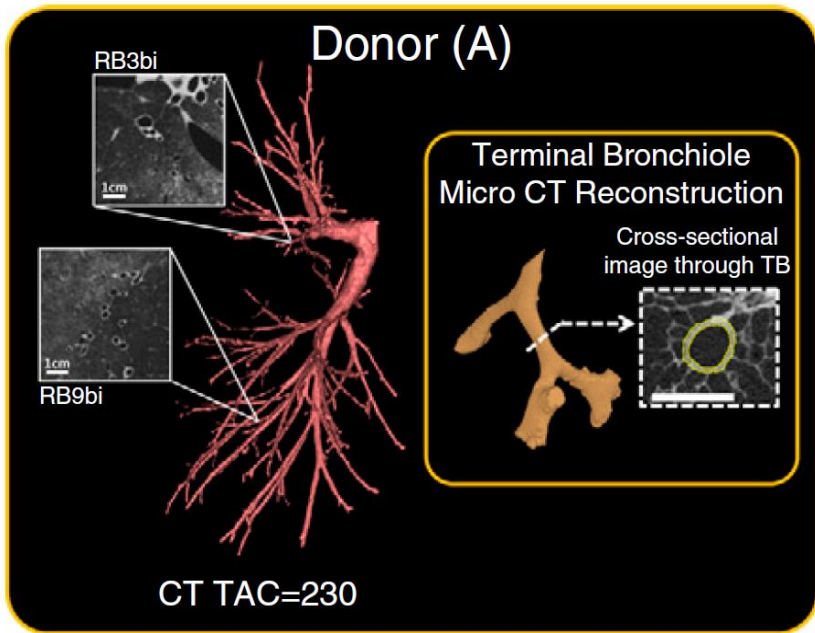 Donor (A)
RB3bi
1cm
1cm
RB9bi
CT TAC=230
Terminal Bronchiole
Micro CT Reconstruction
Cross-sectional
image through TB